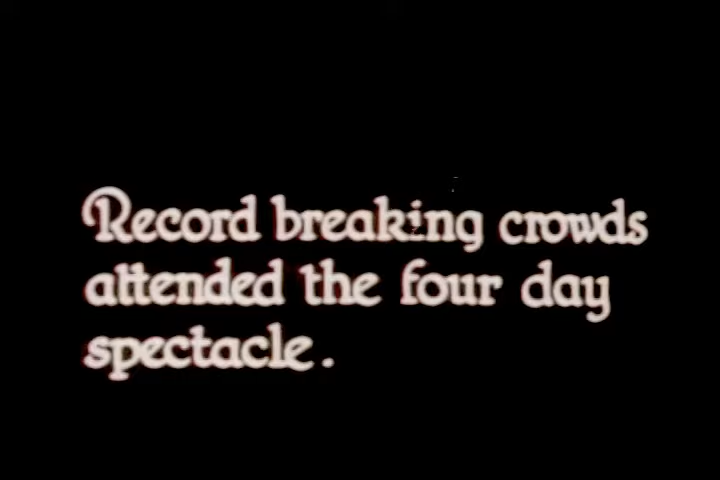 Record breaking crowds
attended the four day
spectacle.